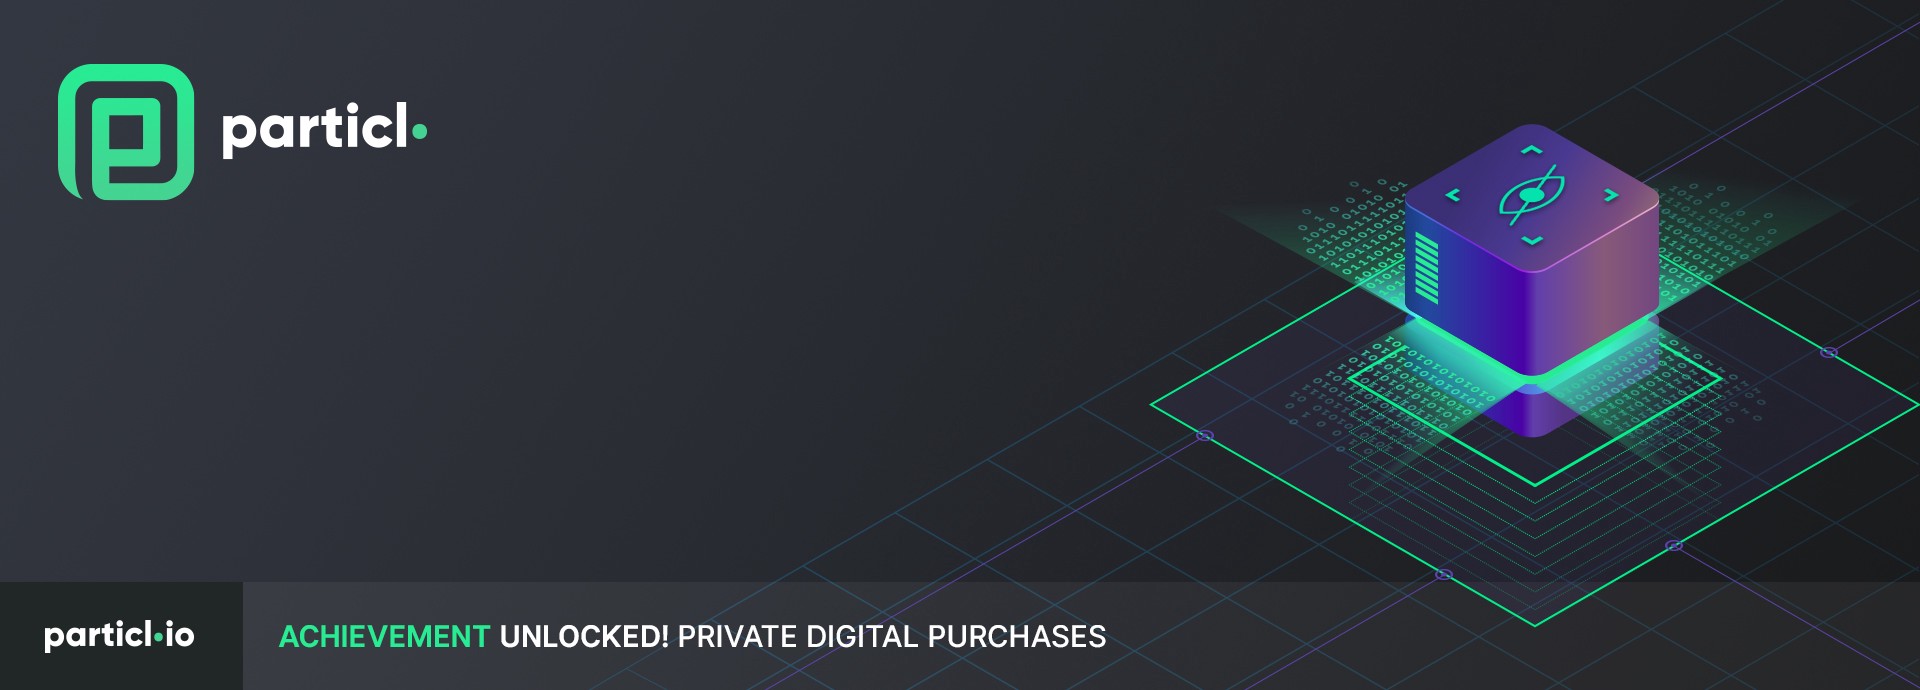 particl
particl.io
ACHIEVEMENT UNLOCKED! PRIVATE DIGITAL PURCHASES